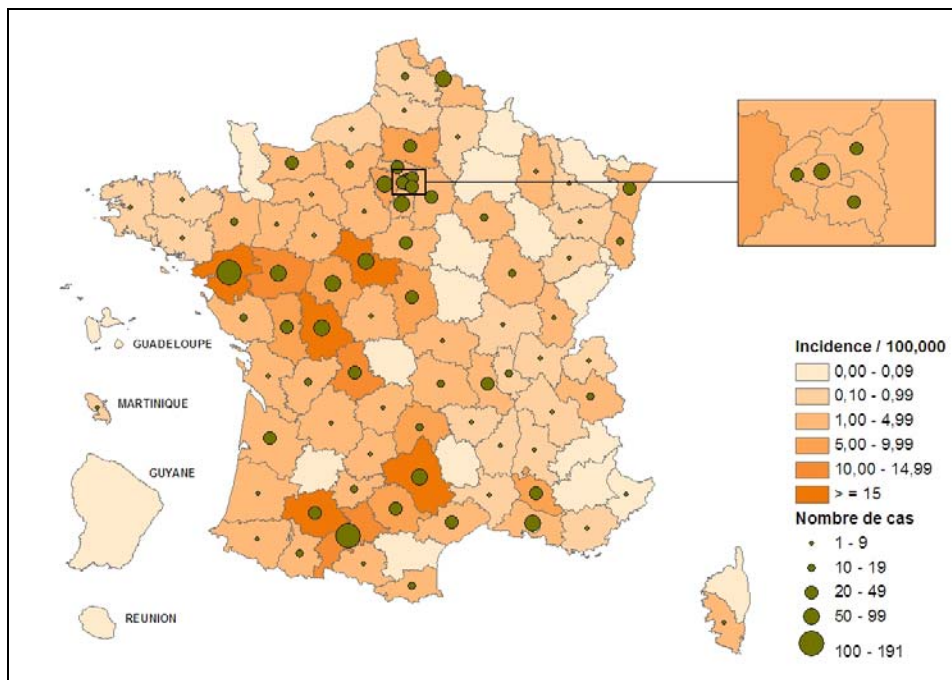 GUADELOUPE
MARTINIQUE
GUYANE
REUNION
Incidence / 100,000
0,00 - 0,09
0,10 - 0,99
1,00 - 4,99
5,00 - 9,99
10,00 - 14,99
> = 15
Nombre de cas
1 - 9
10 - 19
20 - 49
50 - 99
100 - 191